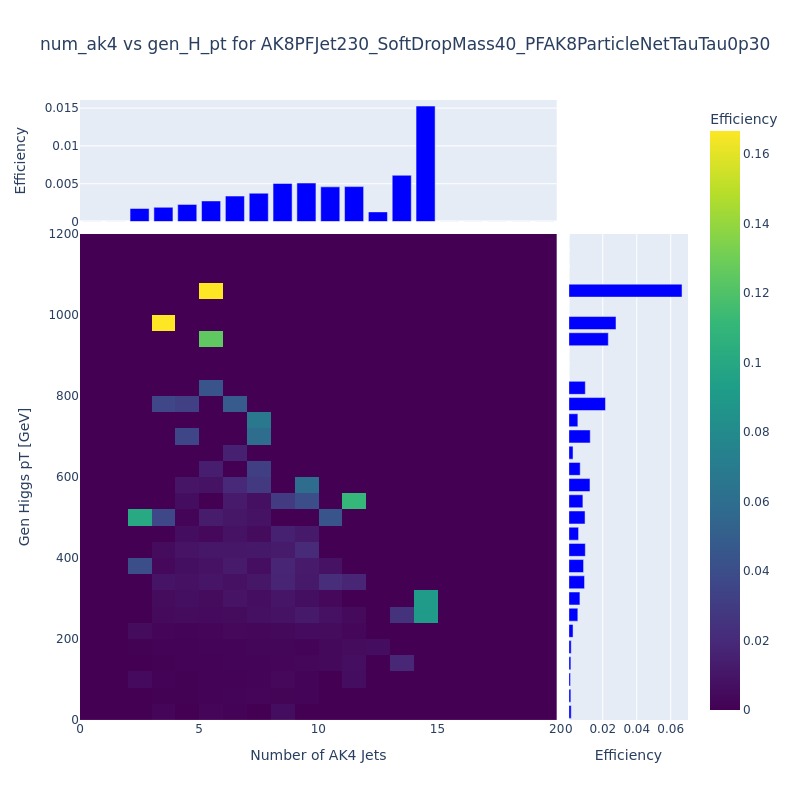 num_ak4 vs gen_H_pt for AK8PFJet230_SoftDropMass40_PFAK8ParticleNetTauTau0p30
Efficiency
0.015
0.01
0.005
0
Efficiency
0.16
0.14
0.12
0.1
0.08
0.06
0.04
0.02
0
Gen Higgs pT [GeV]
1200
1000
800
600
400
200
0
0 5 10 15 20
0 0.02 0.04 0.06
Number of AK4 Jets
Efficiency